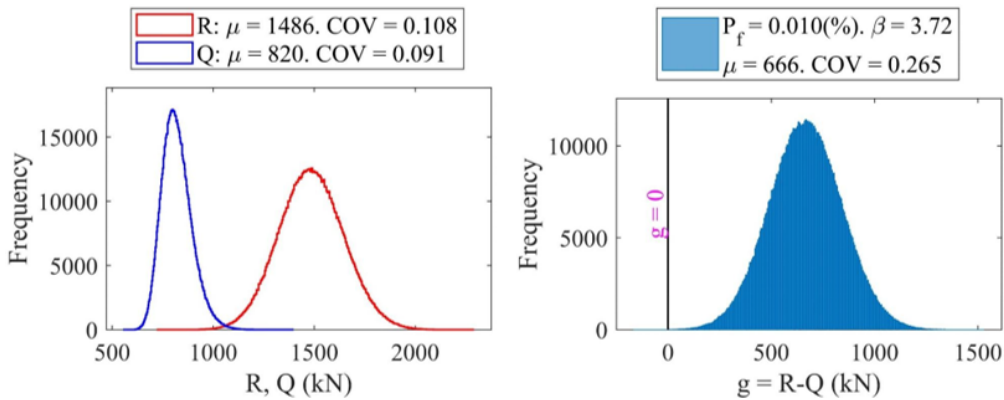 R: μ = 1486. COV = 0.108
Q: μ = 820. COV = 0.091
Frequency
15000
10000
5000
0
500
1000
1500
2000
R, Q (kN)
P_f = 0.010(%). β = 3.72
μ = 666. COV = 0.265
Frequency
10000
5000
0
g = 0
0
500
1000
1500
g = R-Q (kN)